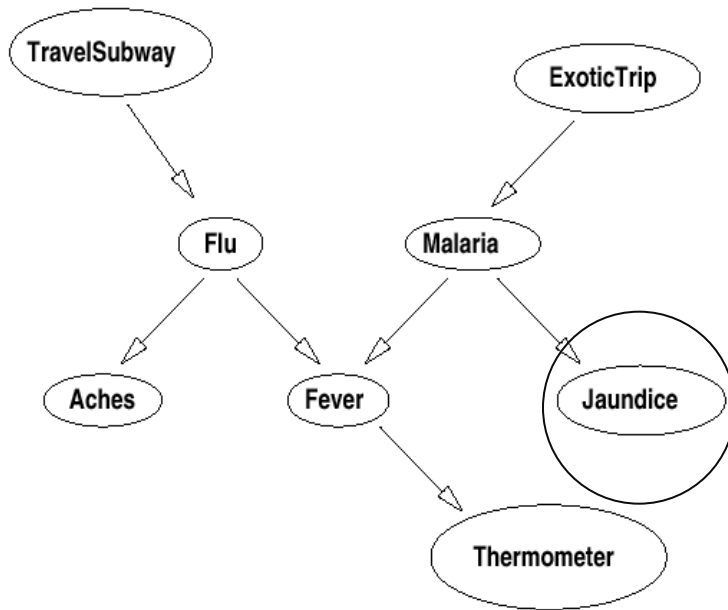 TravelSubway
ExoticTrip
Flu
Malaria
Aches
Fever
Jaundice
Thermometer